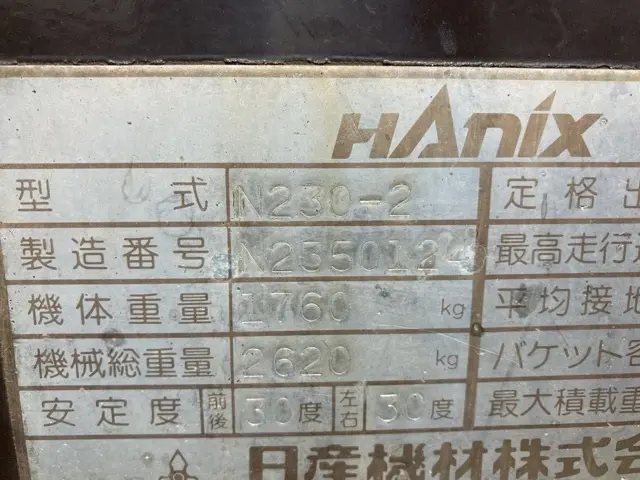 HANIX
型式 N230-2 定格出
製造番号 最高走行
機体重量 1760 kg 平均接地
機械総重量 2620 kg バケット容
安定度 前後 30度 左右 30度 最大積載重
日産機材株式会